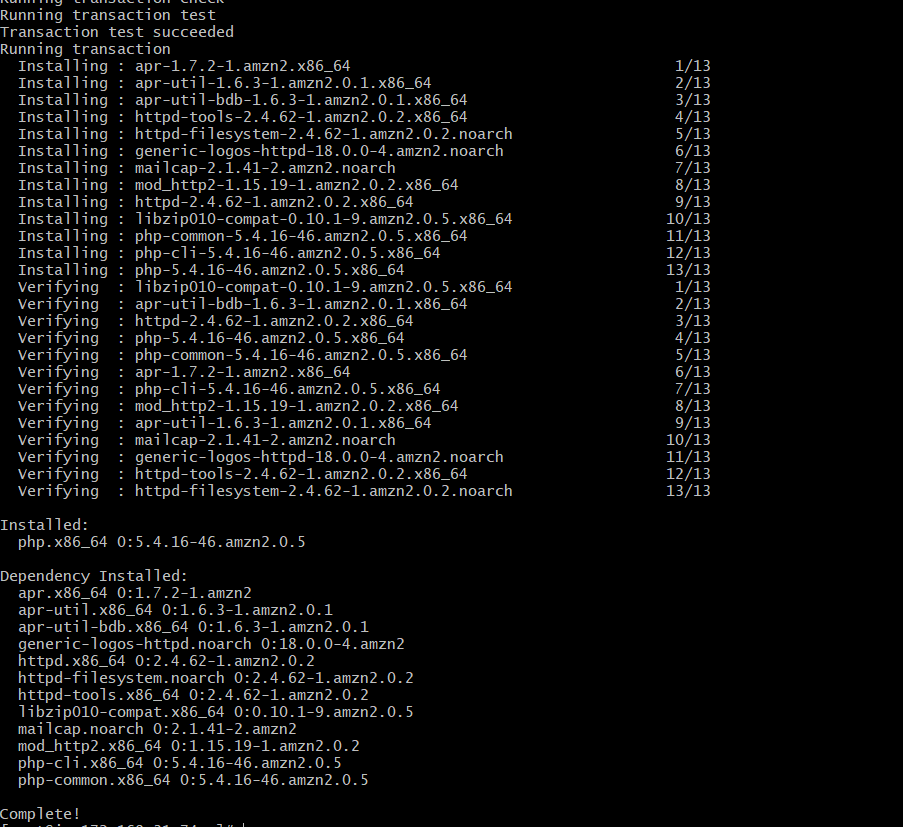 Running transaction check
Running transaction test
Transaction test succeeded
Running transaction
  Installing : apr-1.7.2-1.amzn2.x86_64                                    1/13
  Installing : apr-util-1.6.3-1.amzn2.0.1.x86_64                           2/13
  Installing : apr-util-bdb-1.6.3-1.amzn2.0.1.x86_64                       3/13
  Installing : httpd-tools-2.4.62-1.amzn2.0.2.x86_64                       4/13
  Installing : httpd-filesystem-2.4.62-1.amzn2.0.2.noarch                  5/13
  Installing : generic-logos-httpd-18.0.0-4.amzn2.noarch                   6/13
  Installing : mailcap-2.1.41-2.amzn2.noarch                               7/13
  Installing : mod_http2-1.15.19-1.amzn2.0.2.x86_64                        8/13
  Installing : httpd-2.4.62-1.amzn2.0.2.x86_64                             9/13
  Installing : libzip010-compat-0.10.1-9.amzn2.0.5.x86_64                 10/13
  Installing : php-common-5.4.16-46.amzn2.0.5.x86_64                      11/13
  Installing : php-cli-5.4.16-46.amzn2.0.5.x86_64                         12/13
  Installing : php-5.4.16-46.amzn2.0.5.x86_64                             13/13
  Verifying  : libzip010-compat-0.10.1-9.amzn2.0.5.x86_64                  1/13
  Verifying  : apr-util-bdb-1.6.3-1.amzn2.0.1.x86_64                       2/13
  Verifying  : httpd-2.4.62-1.amzn2.0.2.x86_64                             3/13
  Verifying  : php-5.4.16-46.amzn2.0.5.x86_64                              4/13
  Verifying  : php-common-5.4.16-46.amzn2.0.5.x86_64                       5/13
  Verifying  : apr-1.7.2-1.amzn2.x86_64                                    6/13
  Verifying  : php-cli-5.4.16-46.amzn2.0.5.x86_64                          7/13
  Verifying  : mod_http2-1.15.19-1.amzn2.0.2.x86_64                        8/13
  Verifying  : apr-util-1.6.3-1.amzn2.0.1.x86_64                           9/13
  Verifying  : mailcap-2.1.41-2.amzn2.noarch                              10/13
  Verifying  : generic-logos-httpd-18.0.0-4.amzn2.noarch                  11/13
  Verifying  : httpd-tools-2.4.62-1.amzn2.0.2.x86_64                      12/13
  Verifying  : httpd-filesystem-2.4.62-1.amzn2.0.2.noarch                 13/13

Installed:
  php.x86_64 0:5.4.16-46.amzn2.0.5

Dependency Installed:
  apr.x86_64 0:1.7.2-1.amzn2
  apr-util.x86_64 0:1.6.3-1.amzn2.0.1
  apr-util-bdb.x86_64 0:1.6.3-1.amzn2.0.1
  generic-logos-httpd.noarch 0:18.0.0-4.amzn2
  httpd.x86_64 0:2.4.62-1.amzn2.0.2
  httpd-filesystem.noarch 0:2.4.62-1.amzn2.0.2
  httpd-tools.x86_64 0:2.4.62-1.amzn2.0.2
  libzip010-compat.x86_64 0:0.10.1-9.amzn2.0.5
  mailcap.noarch 0:2.1.41-2.amzn2
  mod_http2.x86_64 0:1.15.19-1.amzn2.0.2
  php-cli.x86_64 0:5.4.16-46.amzn2.0.5
  php-common.x86_64 0:5.4.16-46.amzn2.0.5

Complete!